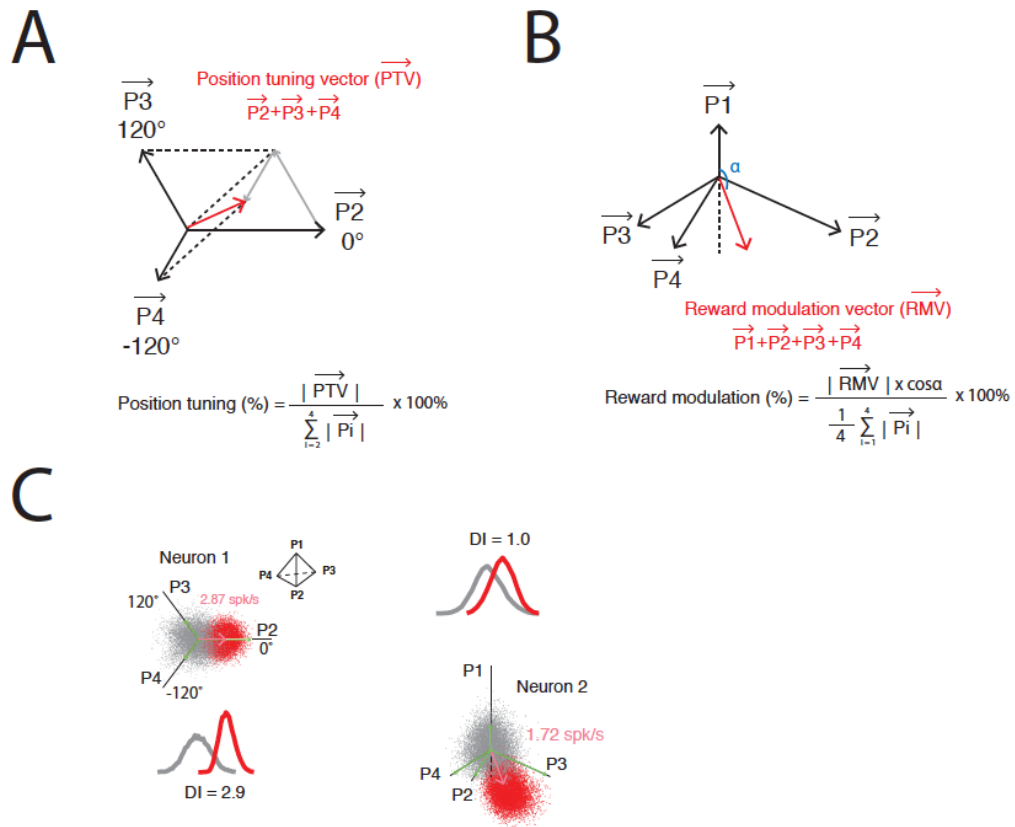 A
Position tuning vector (PTV)
P2+P3+P4
P3
120°
P2
0°
P4
-120°
Position tuning (%) = | PTV | / 4 Σ I=2 | Pi | x 100%
B
P1
α
P3
P2
P4
Reward modulation vector (RMV)
P1+P2+P3+P4
Reward modulation (%) = | RMV | x cosα / 1/4 4 Σ I=1 | Pi | x 100%
C
Neuron 1
P1
P4
P3
P2
P3
120°
2.87 spk/s
P2
0°
P4
-120°
DI = 2.9
DI = 1.0
P1
Neuron 2
1.72 spk/s
P4
P3
P2